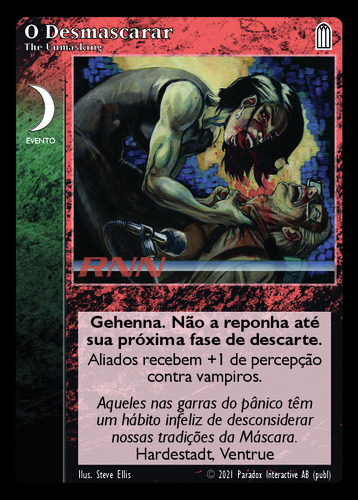 O Desmascarar
The Unmasking
EVENTO
RNN
Gehenna. Não a reponha até
sua próxima fase de descarte.
Aliados recebem +1 de percepção
contra vampiros.
Aqueles nas garras do pânico têm
um hábito infeliz de desconsiderar
nossas tradições da Máscara.
Hardestadt, Ventrue
Ilus. Steve Ellis
© 2021 Paradox Interactive AB (publ)